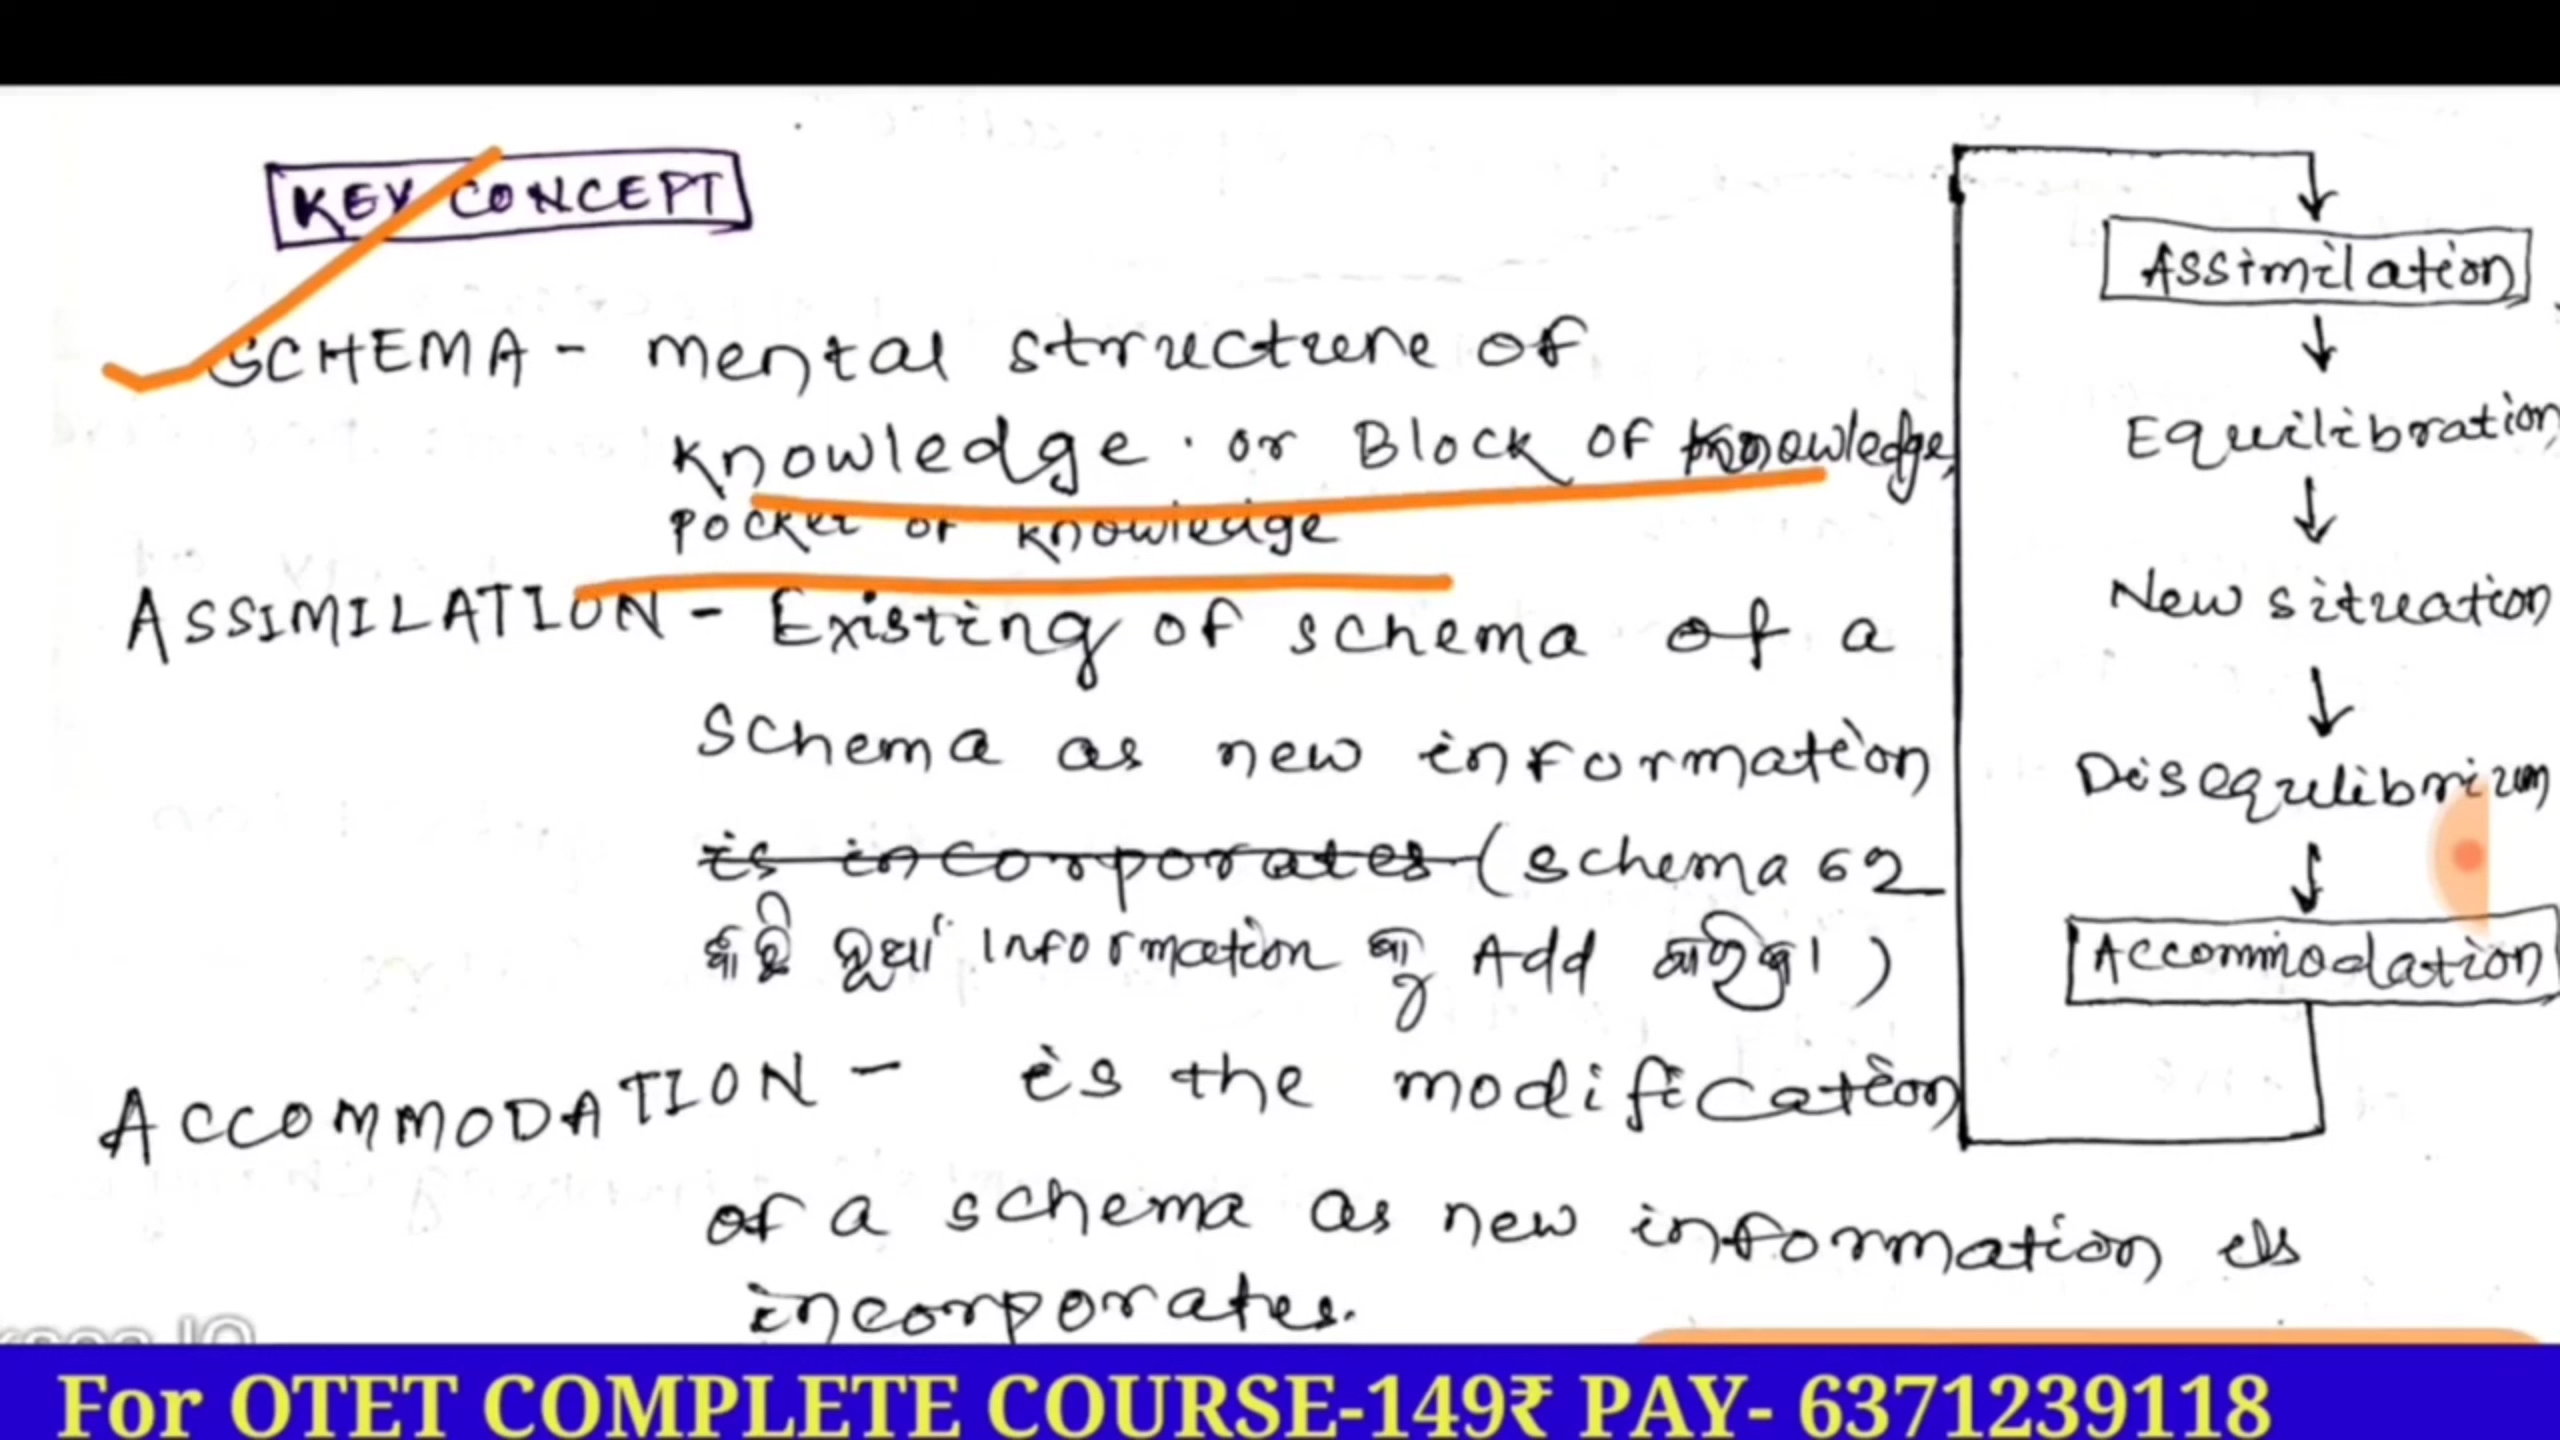 KEY CONCEPT
SCHEMA - mental structure of
knowledge. or Block of knowledge,
Pocket of knowledge
ASSIMILATION - Existing of schema of a
Schema as new information
is incorporates (schema
Information Add )
ACCOMMODATION - is the modification
of a schema as new information is
incorporates.
Assimilation
Equilibration
New situation
Disequilibrium
Accommodation
For OTET COMPLETE COURSE-149₹ PAY- 6371239118